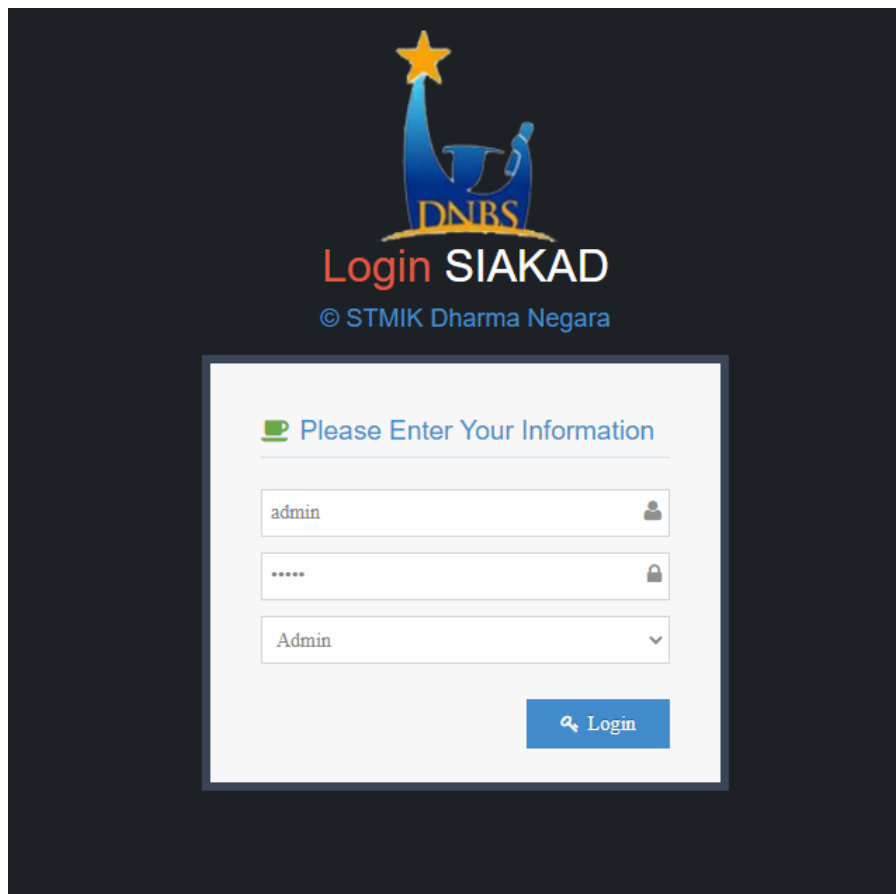 DNBS
Login SIAKAD
© STMIK Dharma Negara
Please Enter Your Information
admin
•••••
Admin
Login